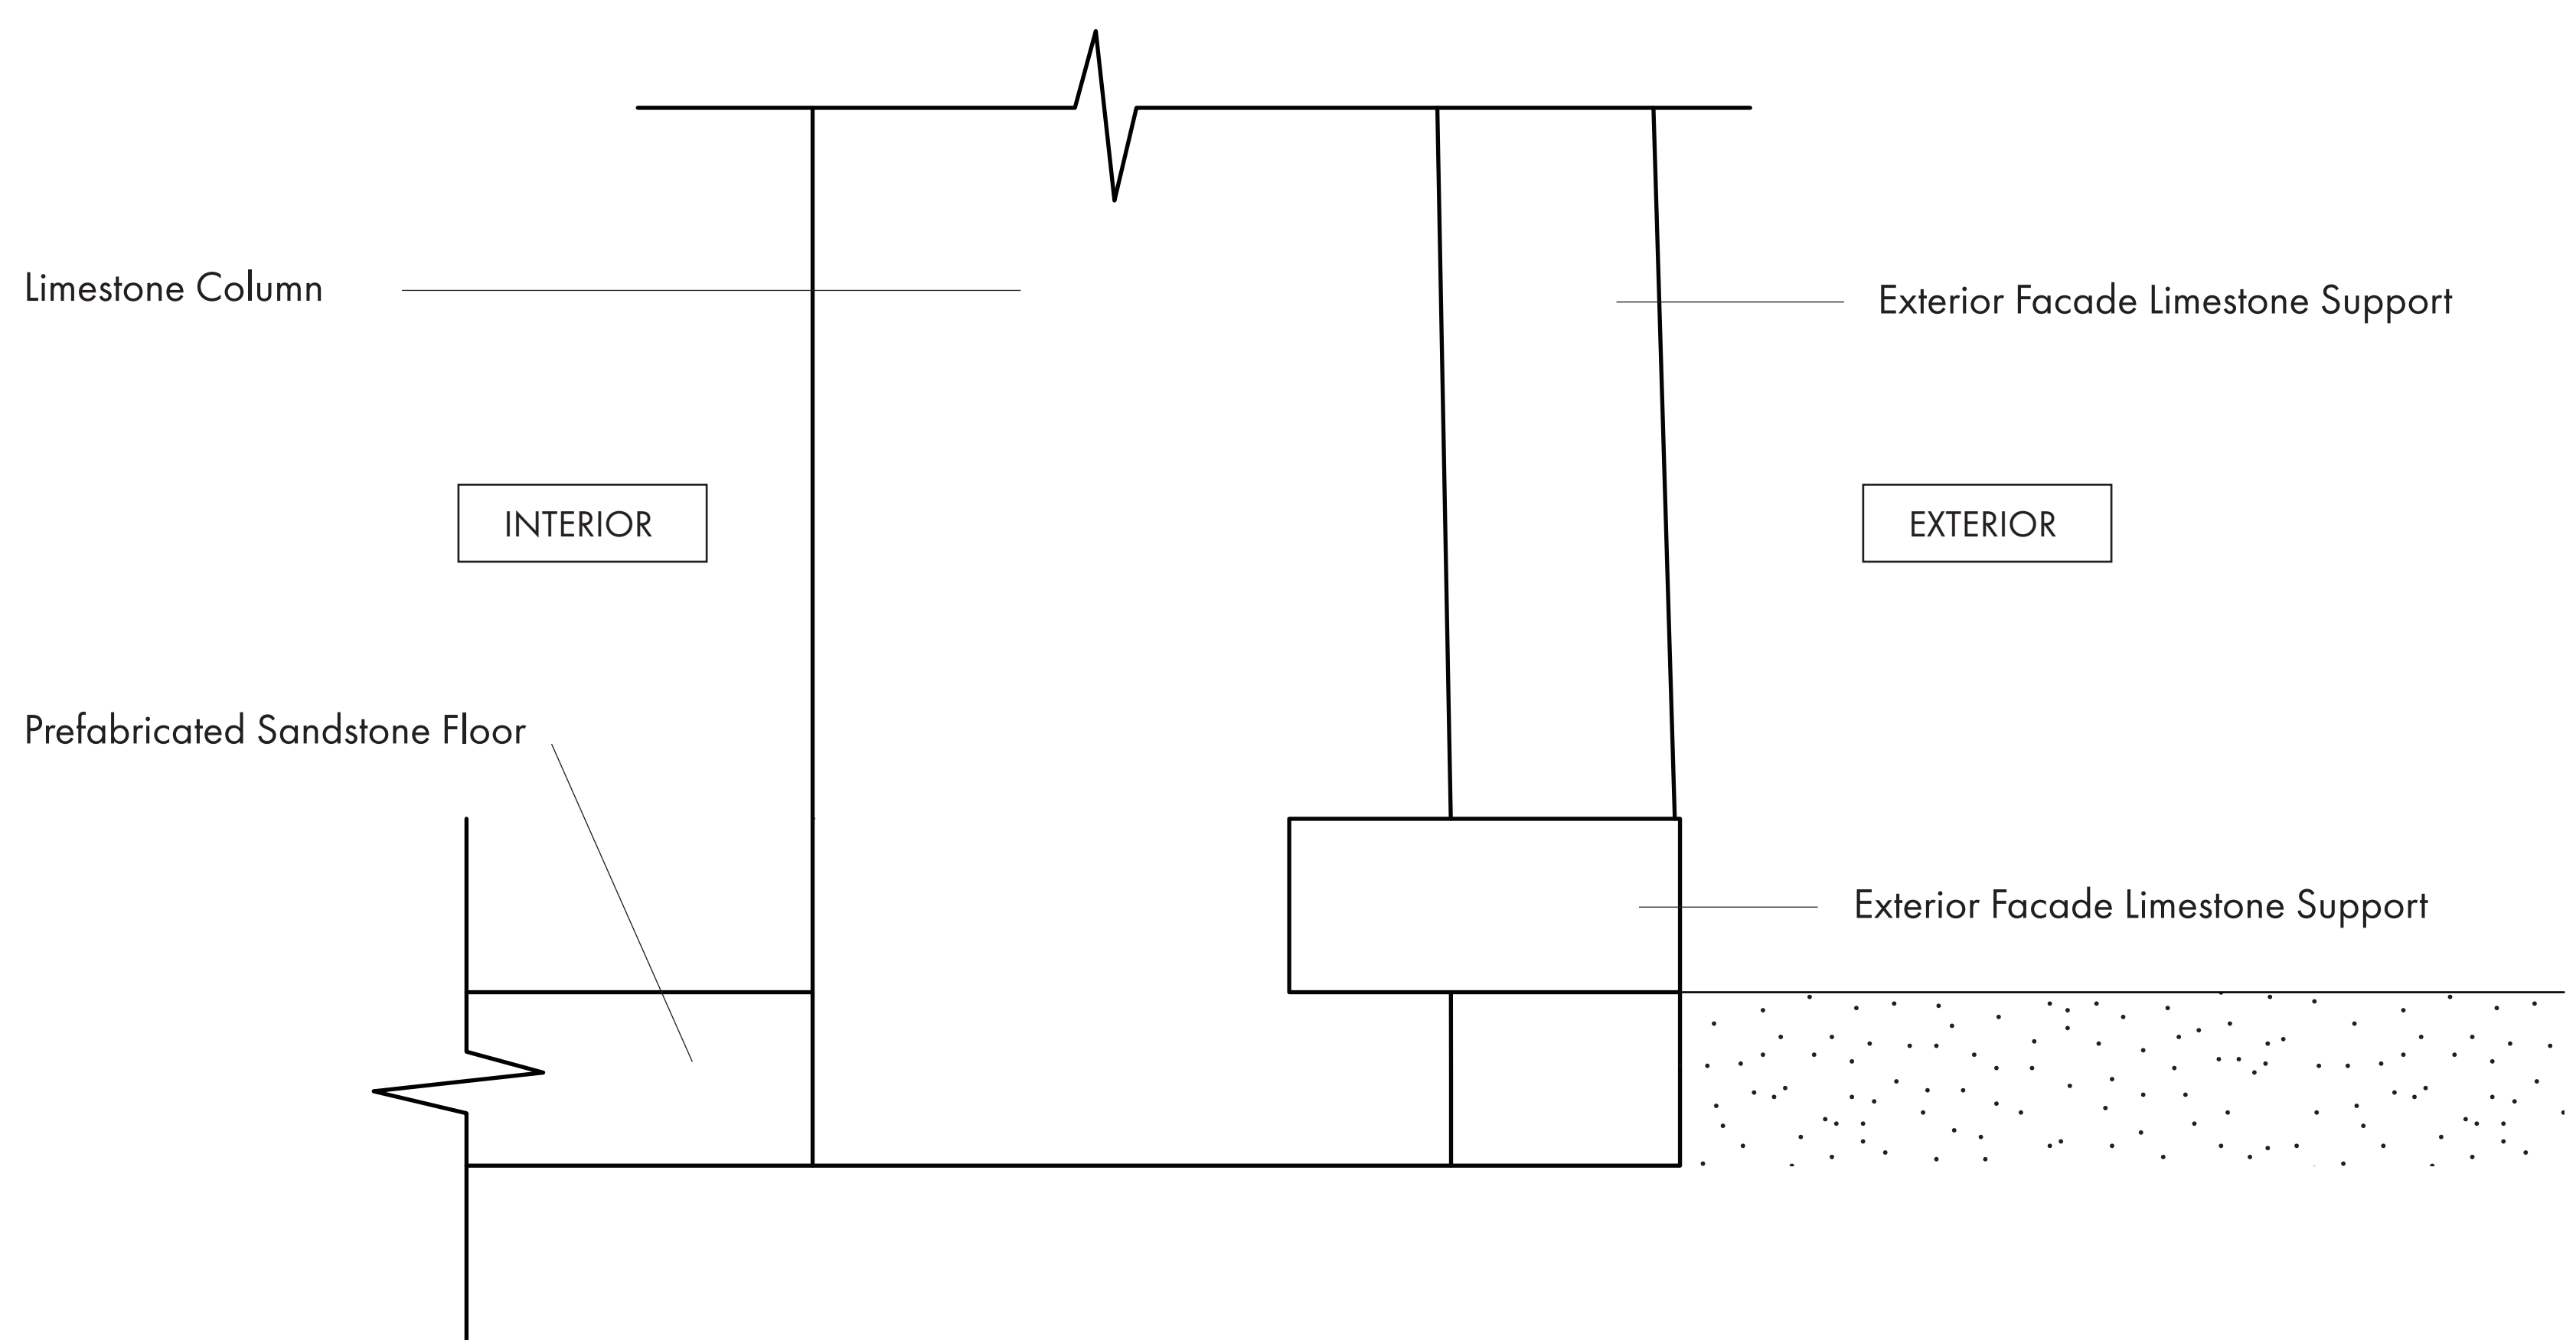 Limestone Column
Exterior Facade Limestone Support
INTERIOR
EXTERIOR
Prefabricated Sandstone Floor
Exterior Facade Limestone Support